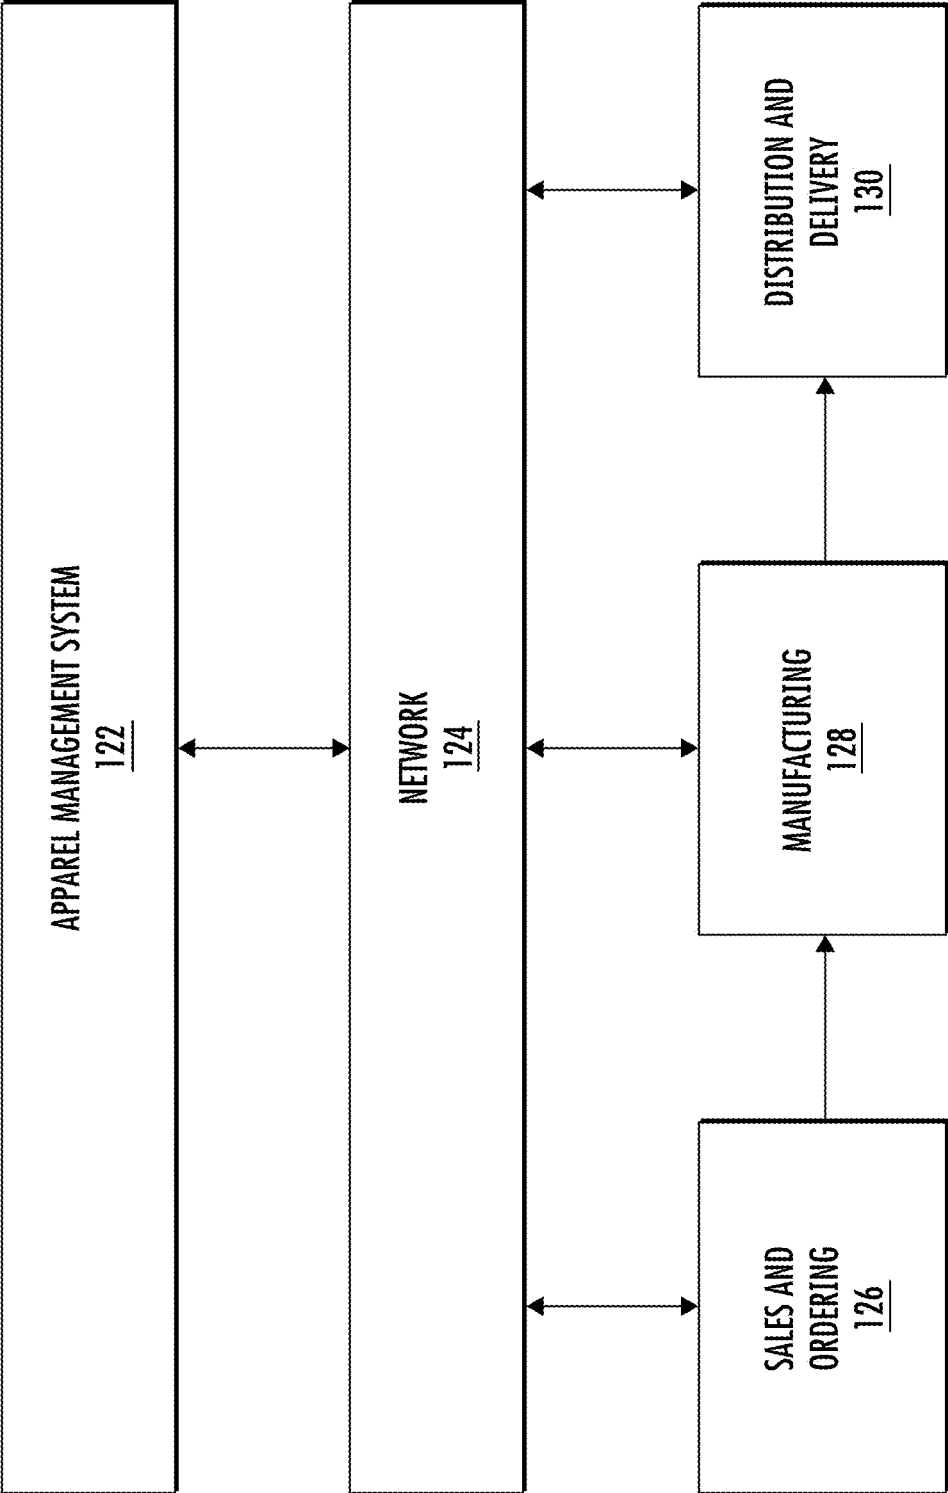 APPAREL MANAGEMENT SYSTEM
122
NETWORK
124
SALES AND
ORDERING
126
MANUFACTURING
128
DISTRIBUTION AND
DELIVERY
130